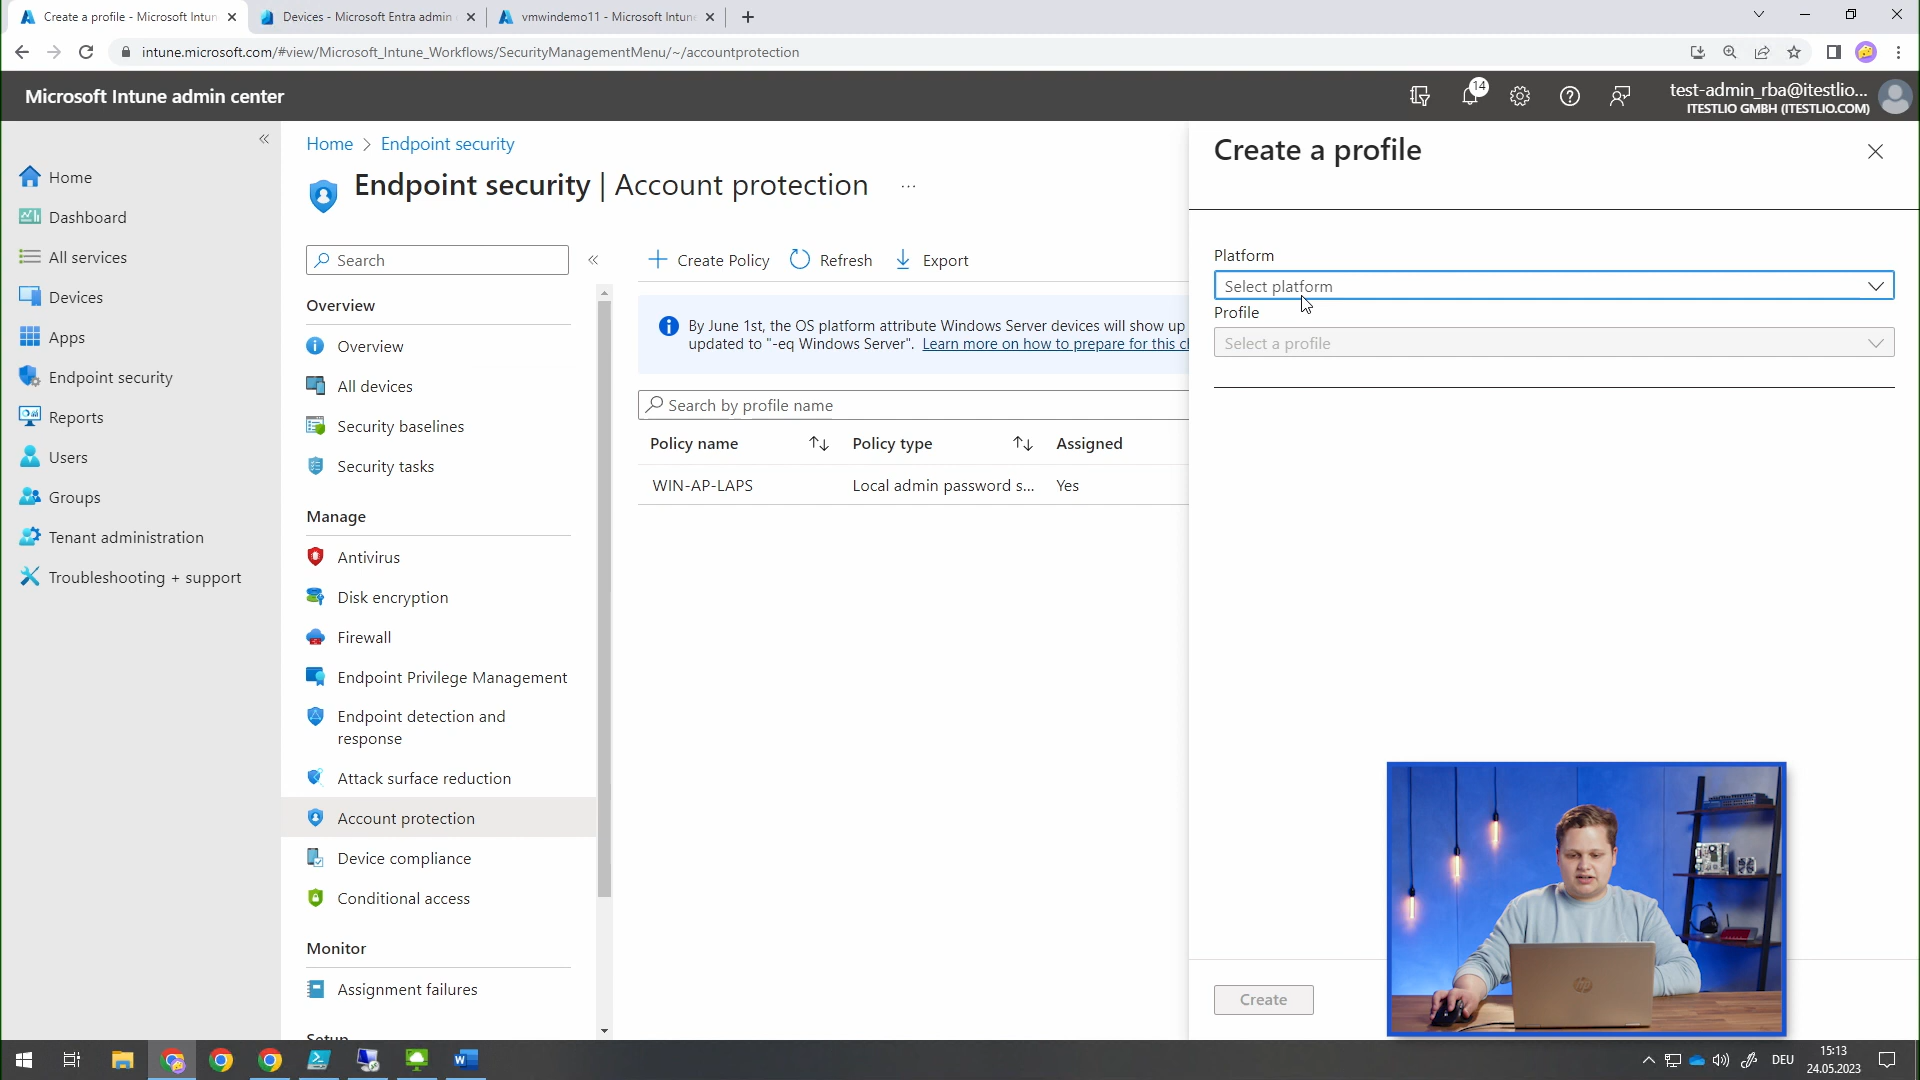 Create a profile - Microsoft Intun
Devices - Microsoft Entra admin
vmwindemo11 - Microsoft Intune
intune.microsoft.com/#view/Microsoft_Intune_Workflows/SecurityManagementMenu/~/accountprotection
Microsoft Intune admin center
14
test-admin_rba@itestlio...
ITESTLIO GMBH (ITESTLIO.COM)
Home
Dashboard
All services
Devices
Apps
Endpoint security
Reports
Users
Groups
Tenant administration
Troubleshooting + support
Home > Endpoint security
Endpoint security | Account protection ...
Search
Overview
Overview
All devices
Security baselines
Security tasks
Manage
Antivirus
Disk encryption
Firewall
Endpoint Privilege Management
Endpoint detection and
response
Attack surface reduction
Account protection
Device compliance
Conditional access
Monitor
Assignment failures
Setup
Create Policy
Refresh
Export
By June 1st, the OS platform attribute Windows Server devices will show up
updated to "-eq Windows Server". Learn more on how to prepare for this
Search by profile name
Policy name
Policy type
Assigned
WIN-AP-LAPS
Local admin password s...
Yes
Create a profile
Platform
Select platform
Profile
Select a profile
Create
hp
DEU
15:13
24.05.2023